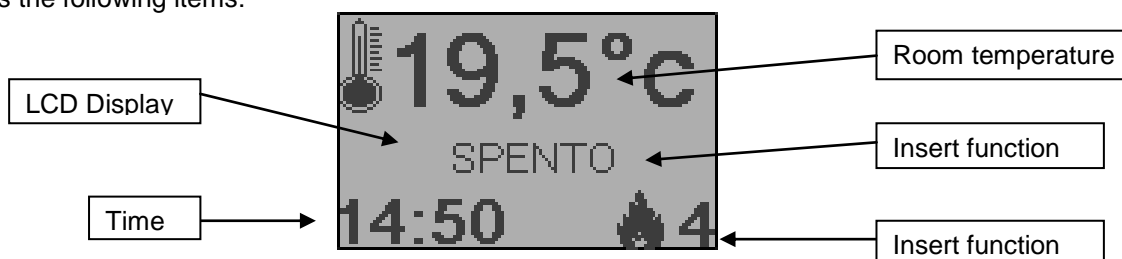 s the following items:
19,5°C
Room temperature
LCD Display
SPENTO
Insert function
Time
14:50
4
Insert function